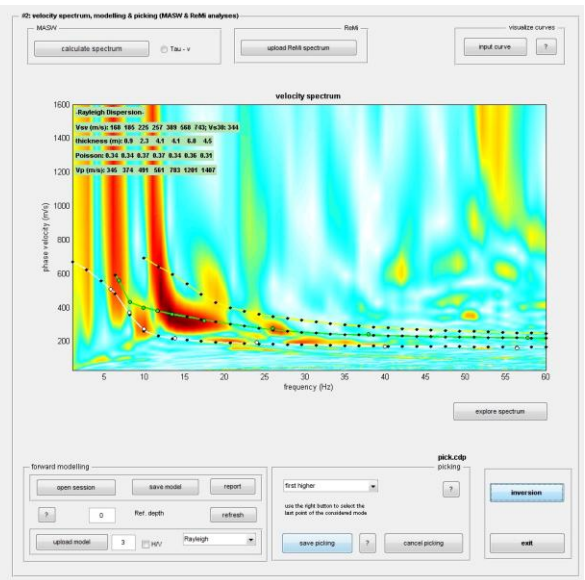 #2: velocity spectrum, modelling & picking (MASW & ReMi analyses)
MASW
ReMi
visualize curves
calculate spectrum
Tau - v
upload ReMi spectrum
input curve
?
velocity spectrum
-Rayleigh Dispersion-
Vsv (m/s): 168 185 225 257 389 568 743; Vs30: 344
thickness (m): 0.9 2.3 4.1 4.1 6.8 4.5
Poisson: 0.34 0.34 0.37 0.37 0.34 0.36 0.31
Vp (m/s): 345 374 491 561 783 1201 1407
1600
1400
1200
1000
800
600
400
200
phase velocity (m/s)
5 10 15 20 25 30 35 40 45 50 55 60
frequency (Hz)
explore spectrum
pick.cdp
forward modelling
picking
open session
save model
report
first higher
?
inversion
use the right button to select the
last point of the considered mode
?
0
Ref. depth
refresh
upload model
3
H/V
Rayleigh
save picking
?
cancel picking
exit